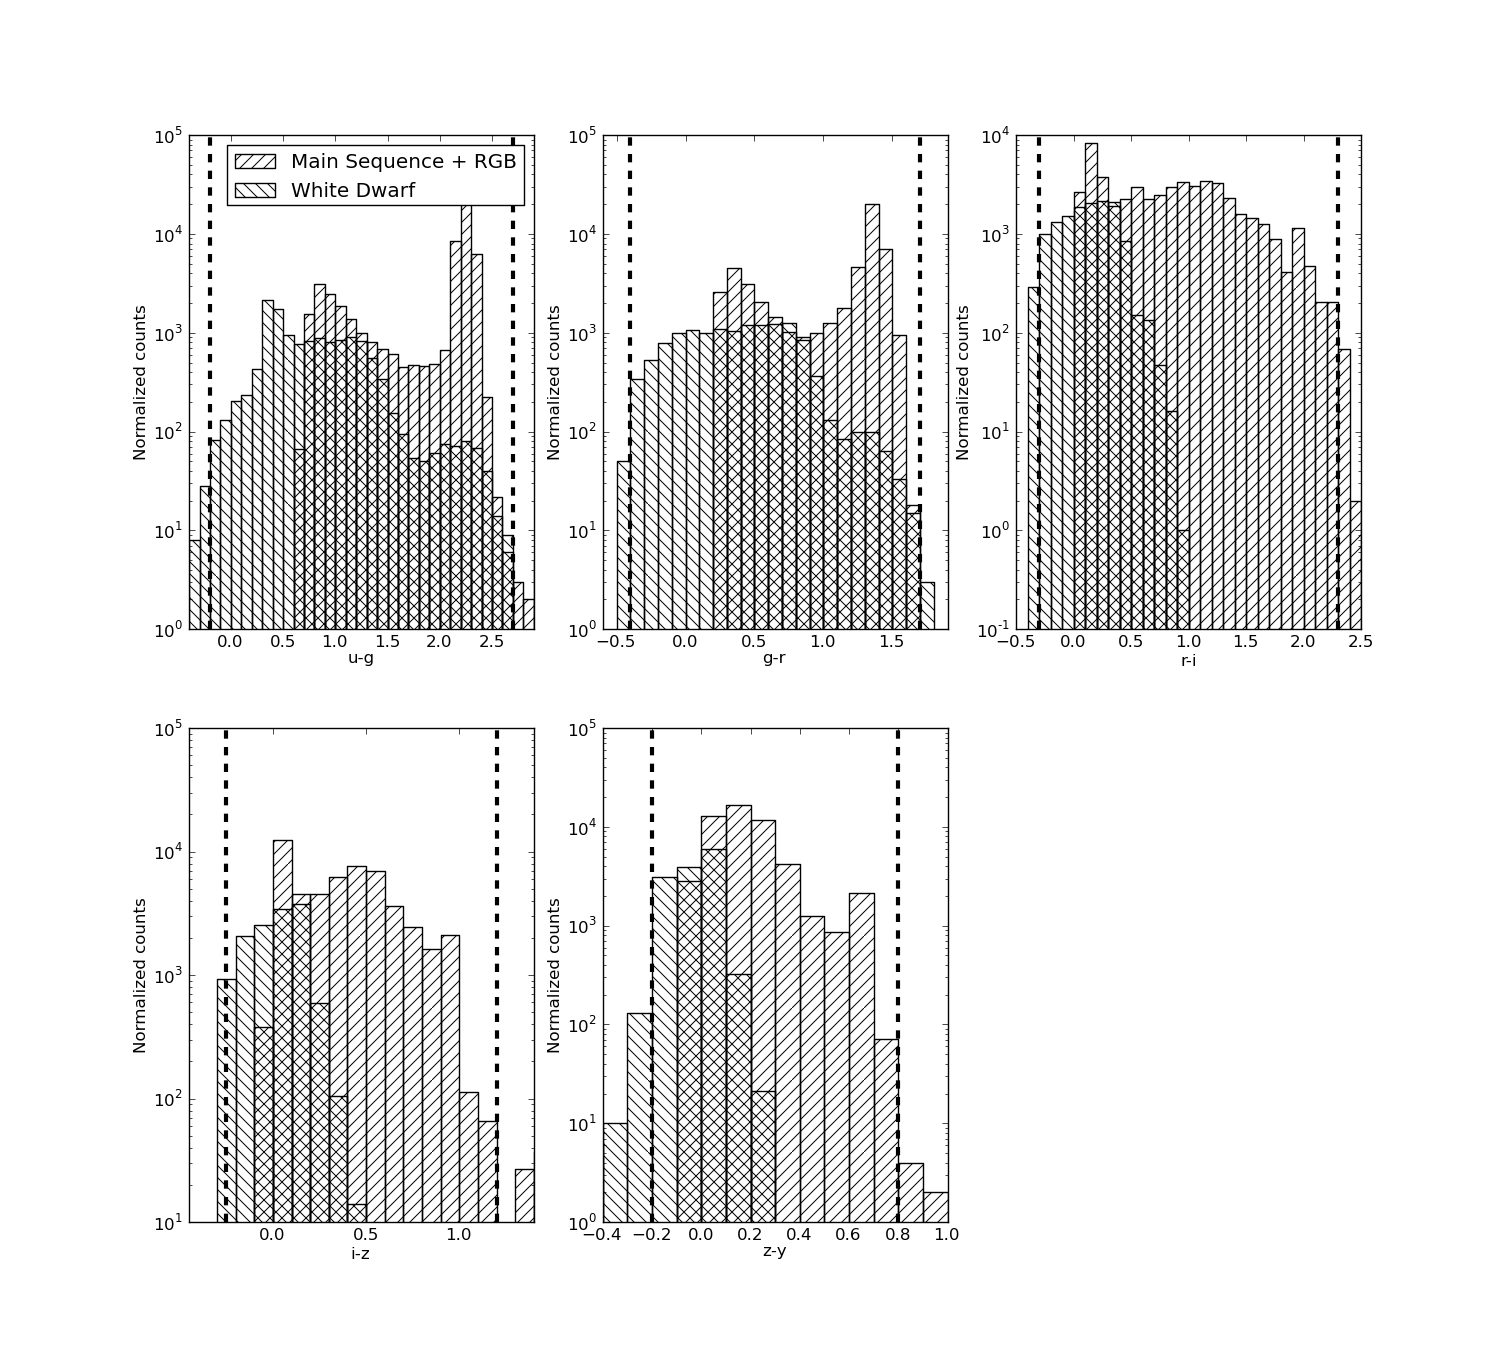 10^5
10^4
10^3
10^2
10^1
10^0
Normalized counts
Main Sequence + RGB
White Dwarf
0.0 0.5 1.0 1.5 2.0 2.5
u-g
10^5
10^4
10^3
10^2
10^1
10^0
Normalized counts
−0.5 0.0 0.5 1.0 1.5
g-r
10^4
10^3
10^2
10^1
10^0
10^-1
Normalized counts
−0.5 0.0 0.5 1.0 1.5 2.0 2.5
r-i
10^5
10^4
10^3
10^2
10^1
Normalized counts
0.0 0.5 1.0
i-z
10^5
10^4
10^3
10^2
10^1
10^0
Normalized counts
−0.4 −0.2 0.0 0.2 0.4 0.6 0.8 1.0
z-y